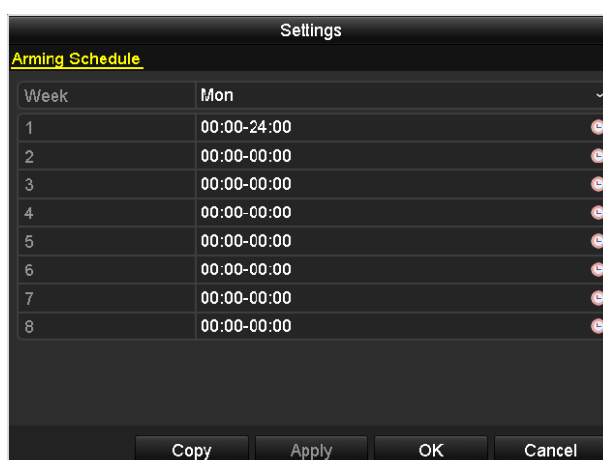 Settings
Arming Schedule
Week Mon
1 00:00-24:00
2 00:00-00:00
3 00:00-00:00
4 00:00-00:00
5 00:00-00:00
6 00:00-00:00
7 00:00-00:00
8 00:00-00:00
Copy Apply OK Cancel